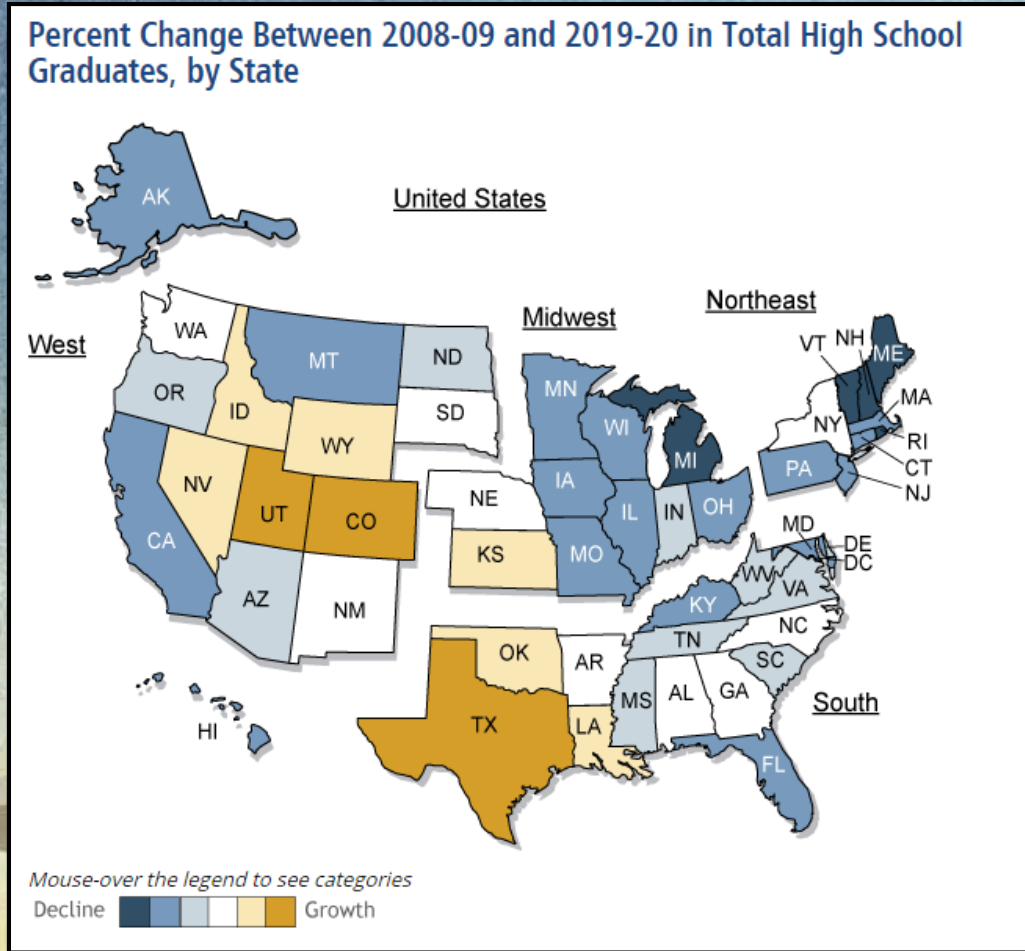 Percent Change Between 2008-09 and 2019-20 in Total High School
Graduates, by State
AK
United States
Northeast
Midwest
West
WA
MT
ND
VT
NH
ME
OR
ID
SD
MN
WI
MI
NY
MA
RI
CT
NJ
WY
NV
UT
CO
NE
IA
IL
IN
OH
PA
CA
KS
MO
MD
DE
DC
WV
VA
KY
AZ
NM
OK
AR
TN
NC
SC
MS
AL
GA
South
TX
LA
FL
HI
Mouse-over the legend to see categories
Decline
Growth